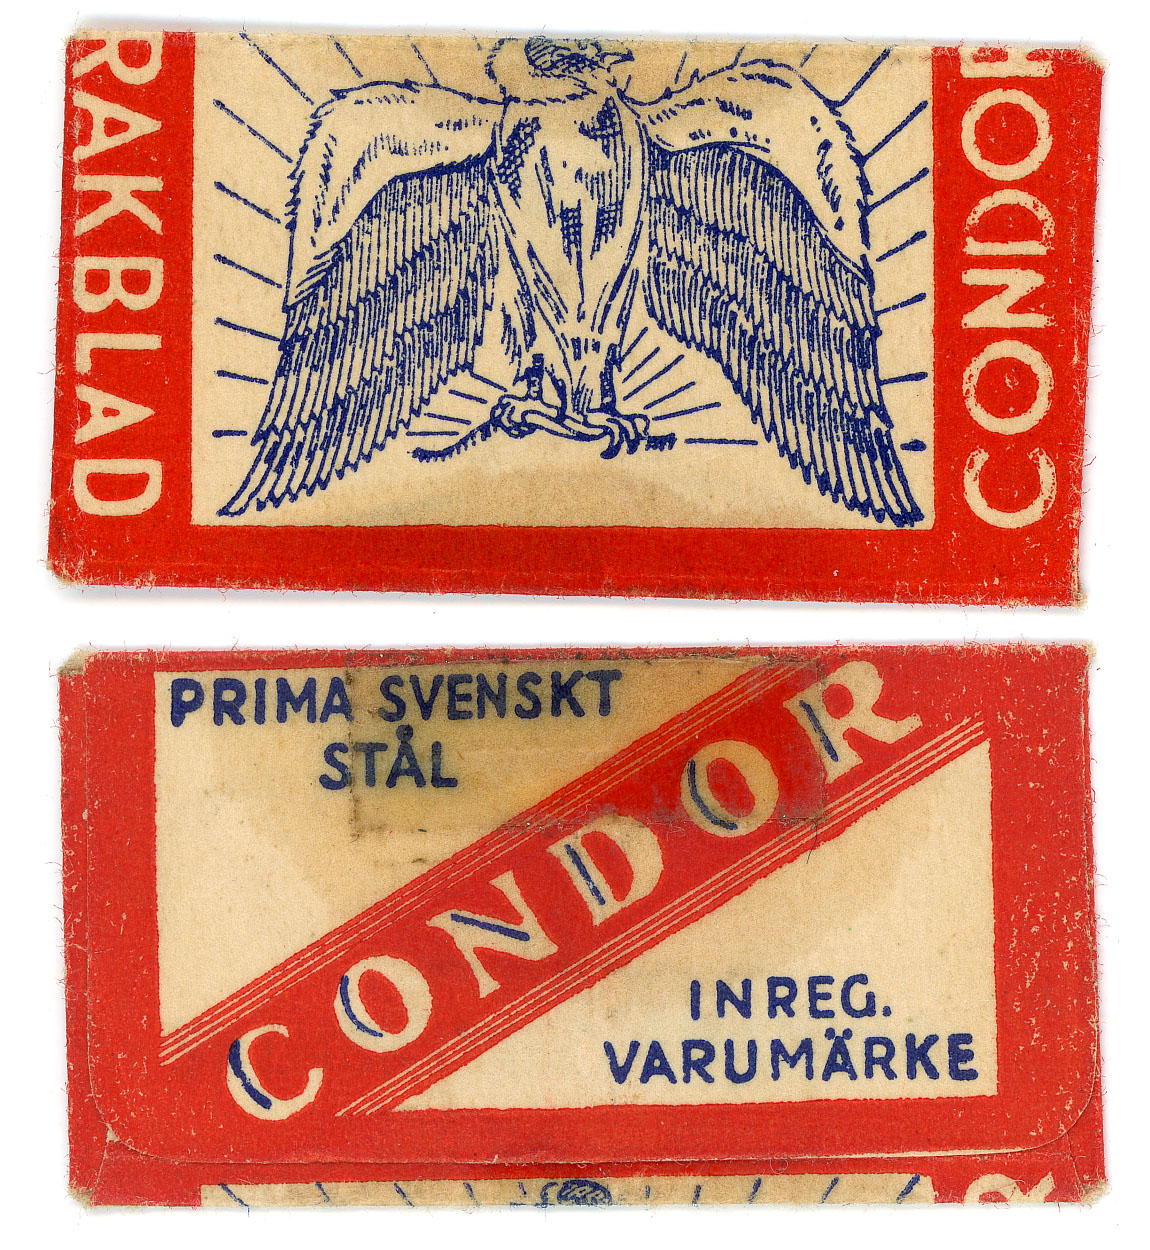 RAKBLAD
CONDOR
PRIMA SVENSKT
STÅL
CONDOR
INREG.
VARUMÄRKE
R